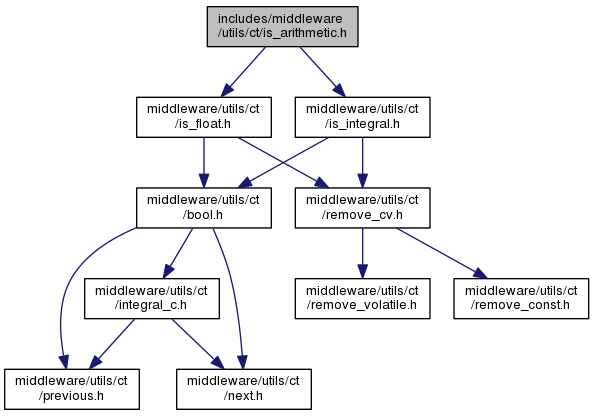 includes/middleware
/utils/ct/is_arithmetic.h
middleware/utils/ct
/is_float.h
middleware/utils/ct
/is_integral.h
middleware/utils/ct
/bool.h
middleware/utils/ct
/remove_cv.h
middleware/utils/ct
/integral_c.h
middleware/utils/ct
/remove_volatile.h
middleware/utils/ct
/remove_const.h
middleware/utils/ct
/previous.h
middleware/utils/ct
/next.h